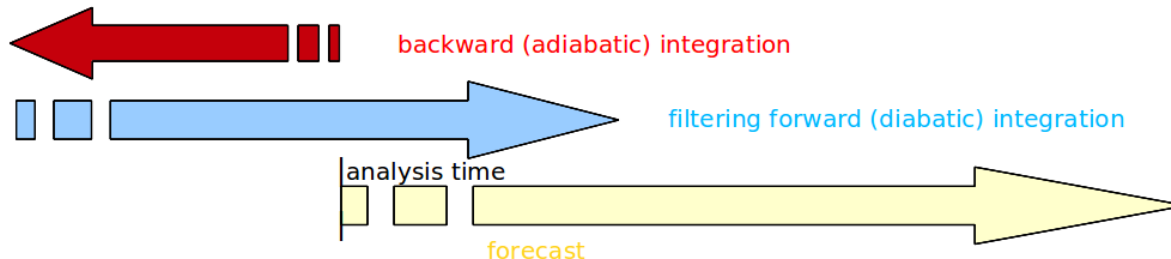 backward (adiabatic) integration
filtering forward (diabatic) integration
analysis time
forecast